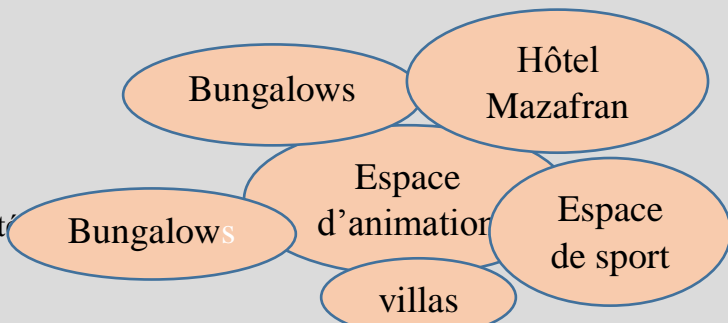 Bungalows
Hôtel
Mazafran
Espace
d’animation
Espace
de sport
Bungalows
villas